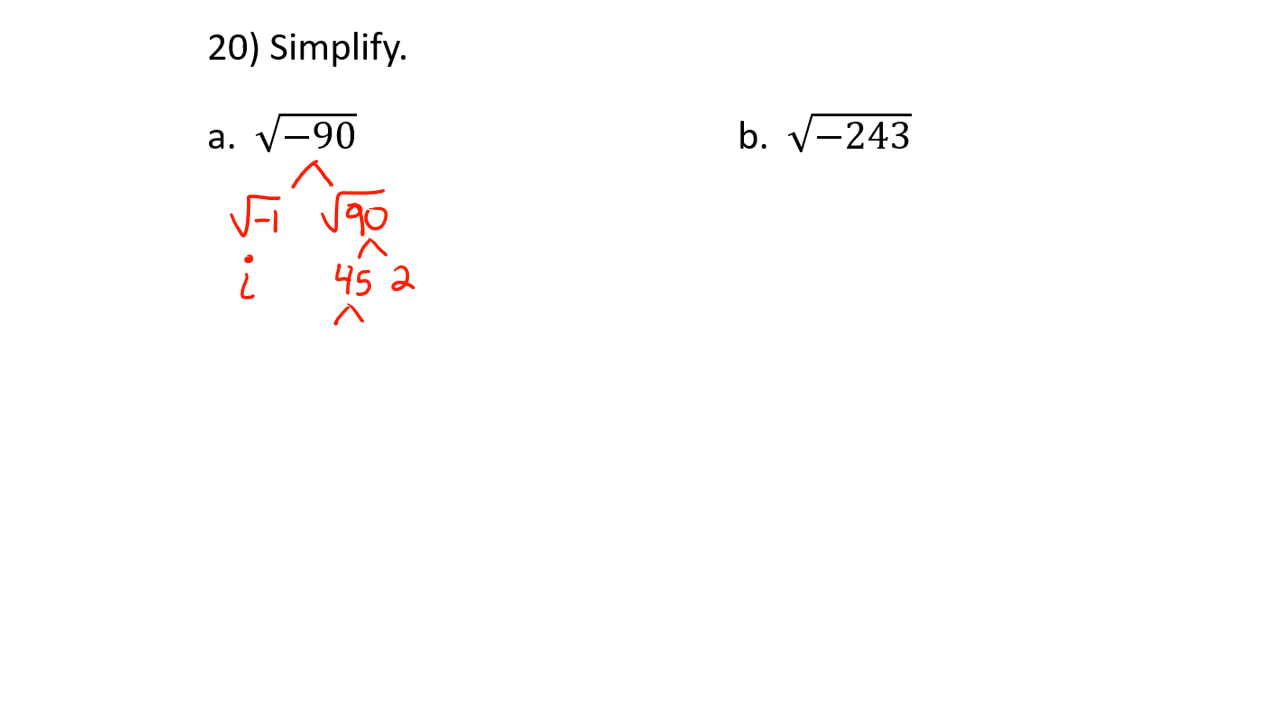 20) Simplify.
a. √−90
b. √−243
√-1 √90
i 45 2